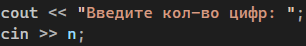 cout << "Введите кол-во цифр: ";
cin >> n;